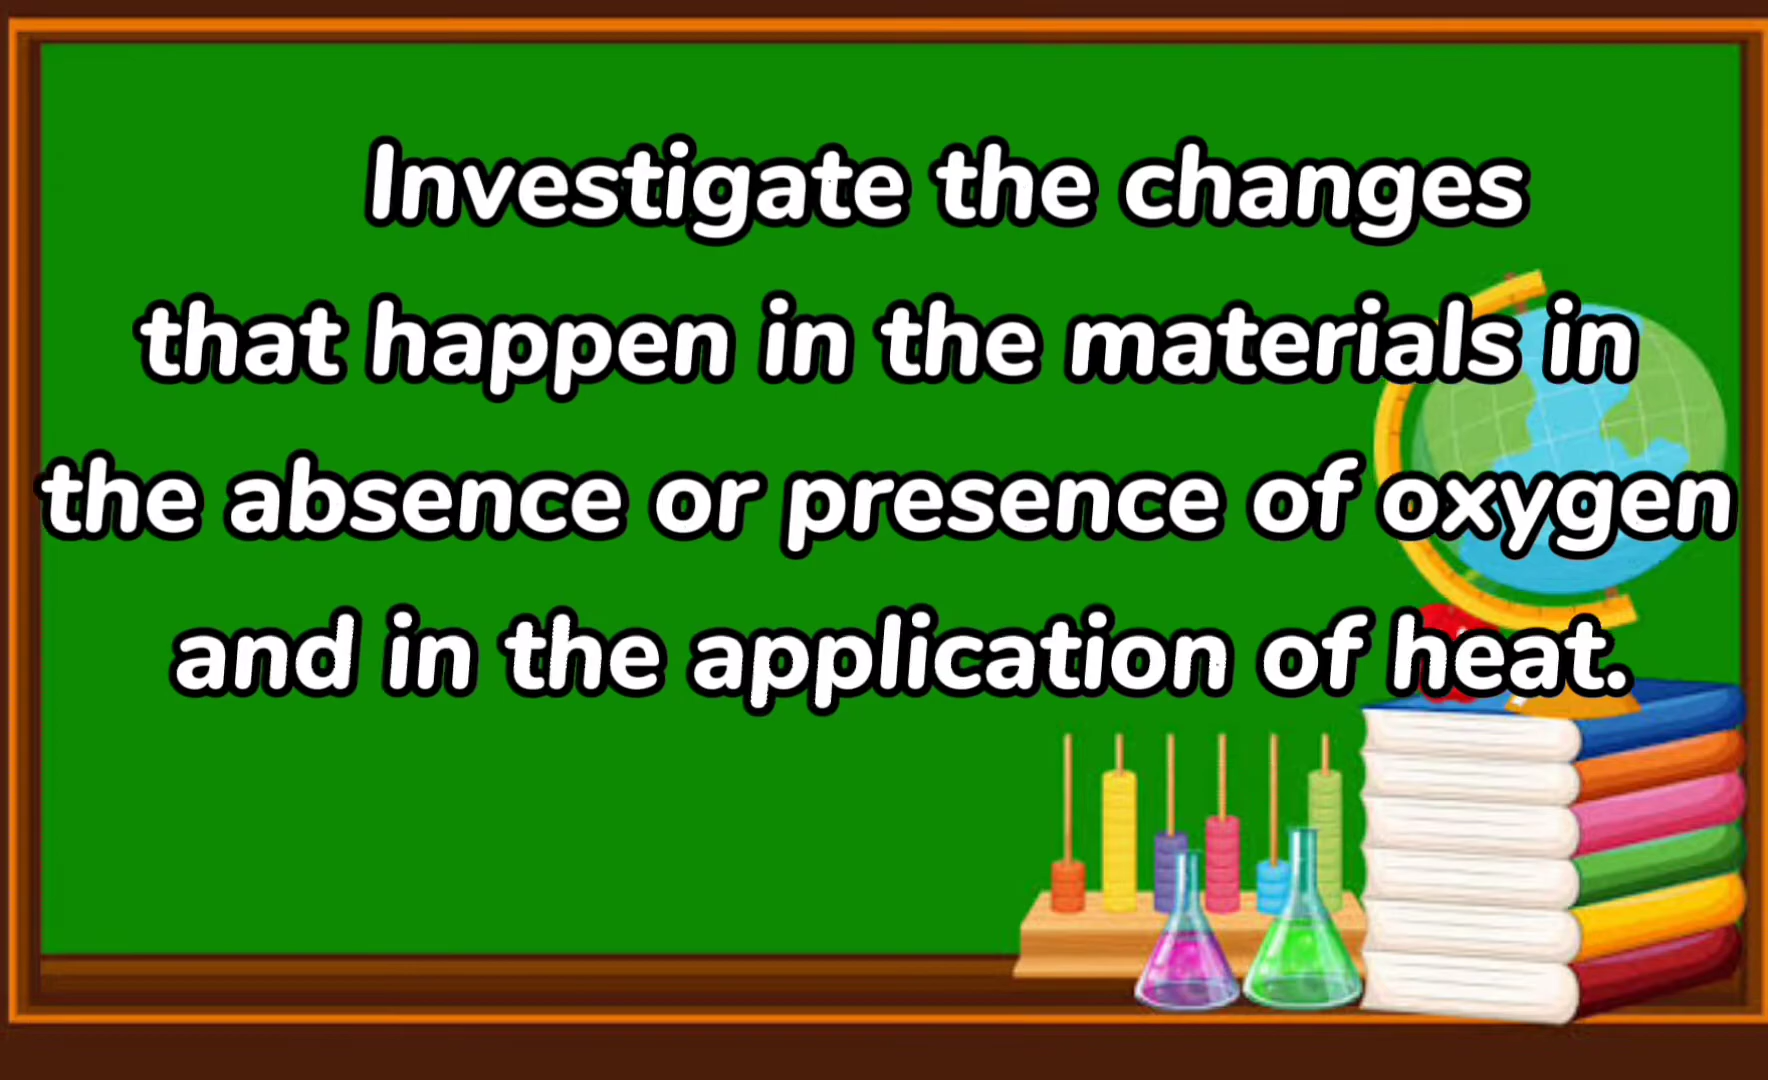 Investigate the changes
that happen in the materials in
the absence or presence of oxygen
and in the application of heat.